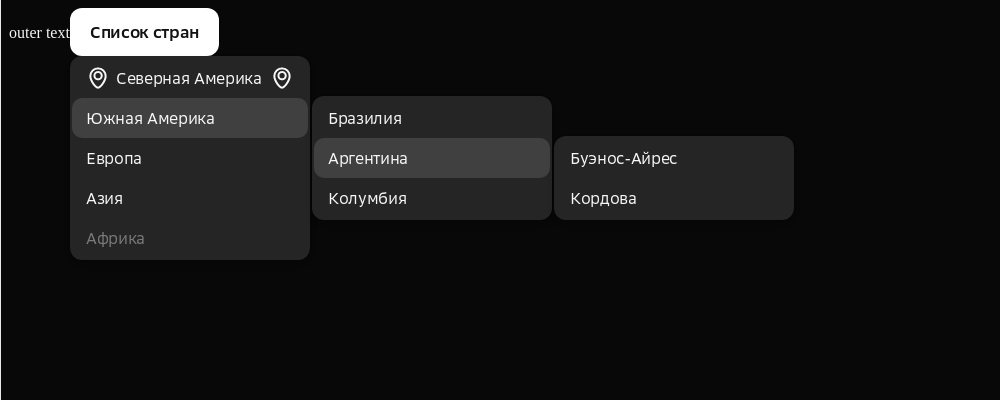 outer text
Список стран
Северная Америка
Южная Америка
Европа
Азия
Африка
Бразилия
Аргентина
Колумбия
Буэнос-Айрес
Кордова